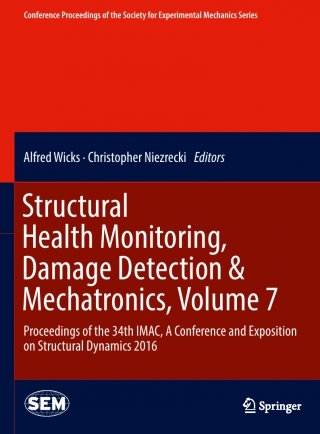 Conference Proceedings of the Society for Experimental Mechanics Series
Alfred Wicks · Christopher Niezrecki Editors
Structural
Health Monitoring,
Damage Detection &
Mechatronics, Volume 7
Proceedings of the 34th IMAC, A Conference and Exposition
on Structural Dynamics 2016
SEM
Springer